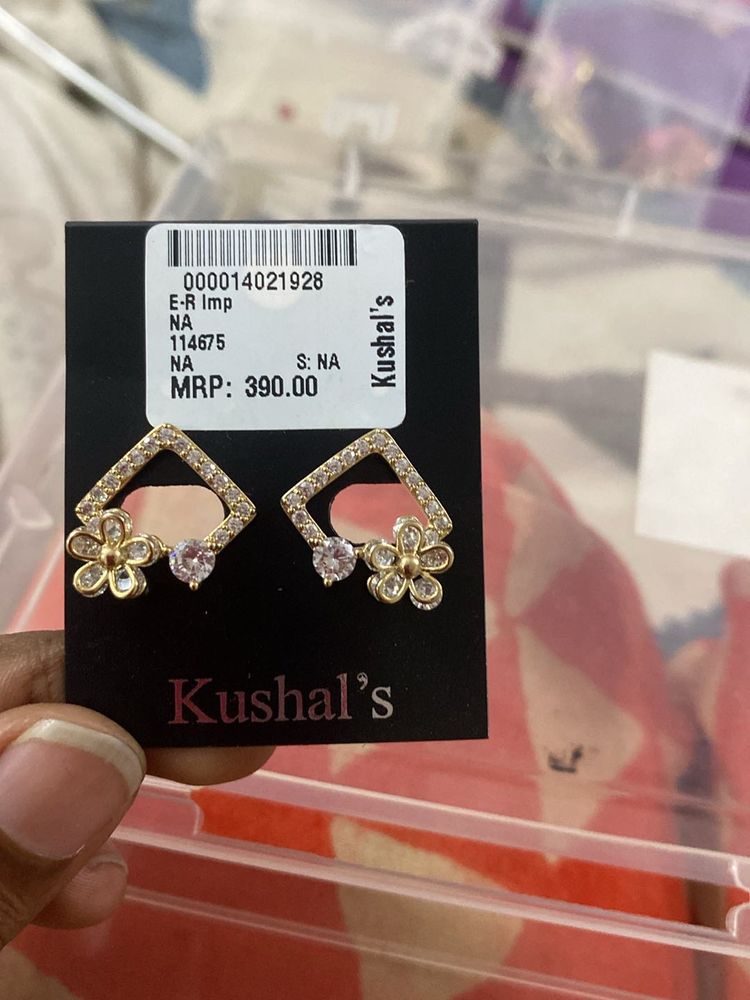 000014021928
E-R Imp
NA
114675
NA S: NA
MRP: 390.00
Kushal's
Kushal's